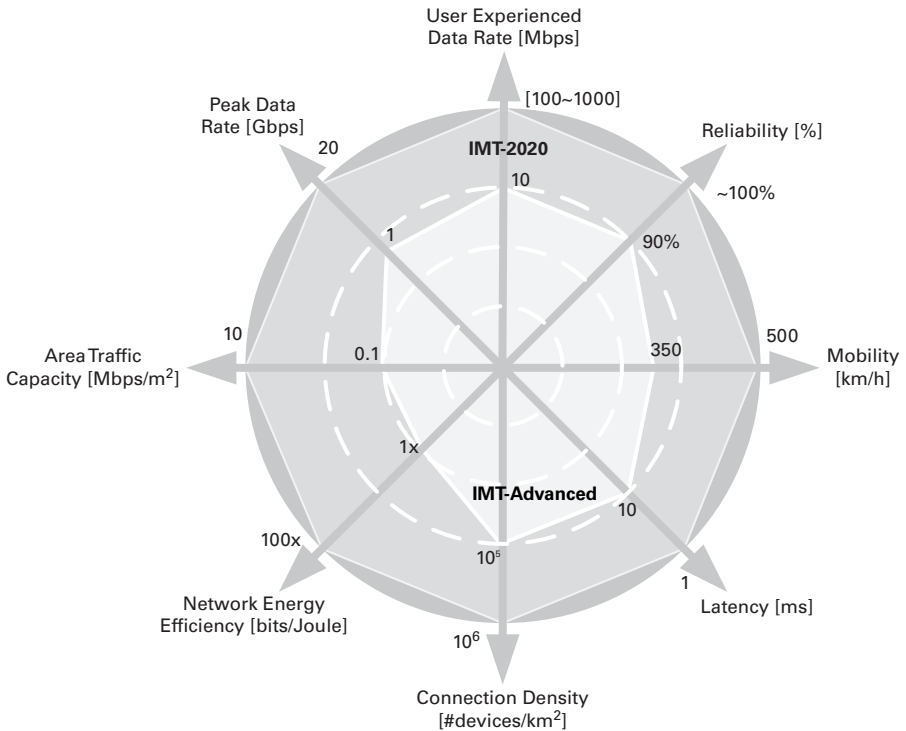 User Experienced
Data Rate [Mbps]
[100~1000]
Peak Data
Rate [Gbps]
20
Reliability [%]
~100%
IMT-2020
10
1
90%
10
Area Traffic
Capacity [Mbps/m²]
0.1
350
500
Mobility
[km/h]
1x
IMT-Advanced
10
100x
10⁵
1
Network Energy
Efficiency [bits/Joule]
Latency [ms]
10⁶
Connection Density
[#devices/km²]